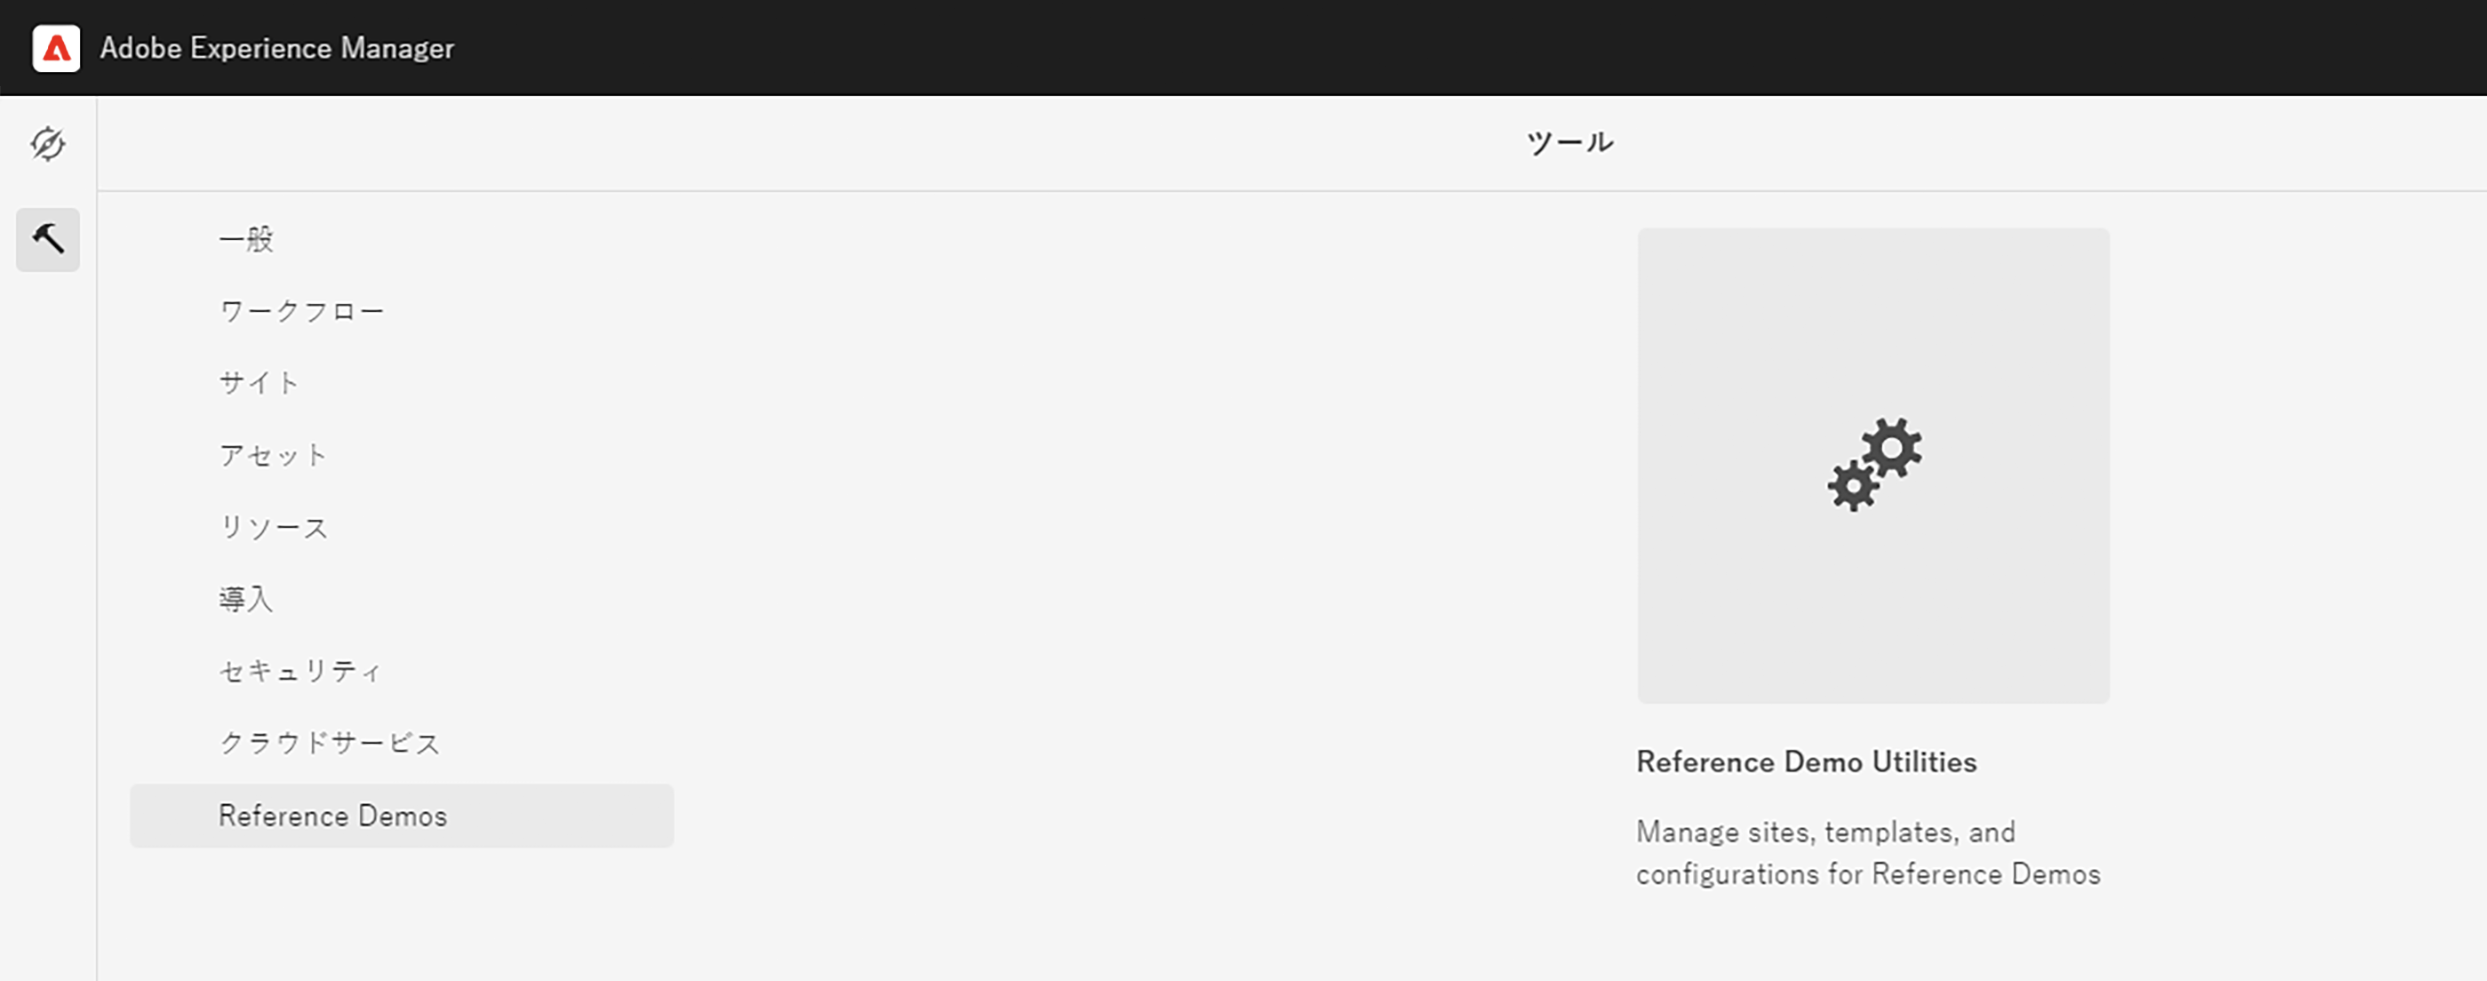 Adobe Experience Manager
ツール
一般
ワークフロー
サイト
アセット
リソース
導入
セキュリティ
クラウドサービス
Reference Demos
Reference Demo Utilities
Manage sites, templates, and
configurations for Reference Demos